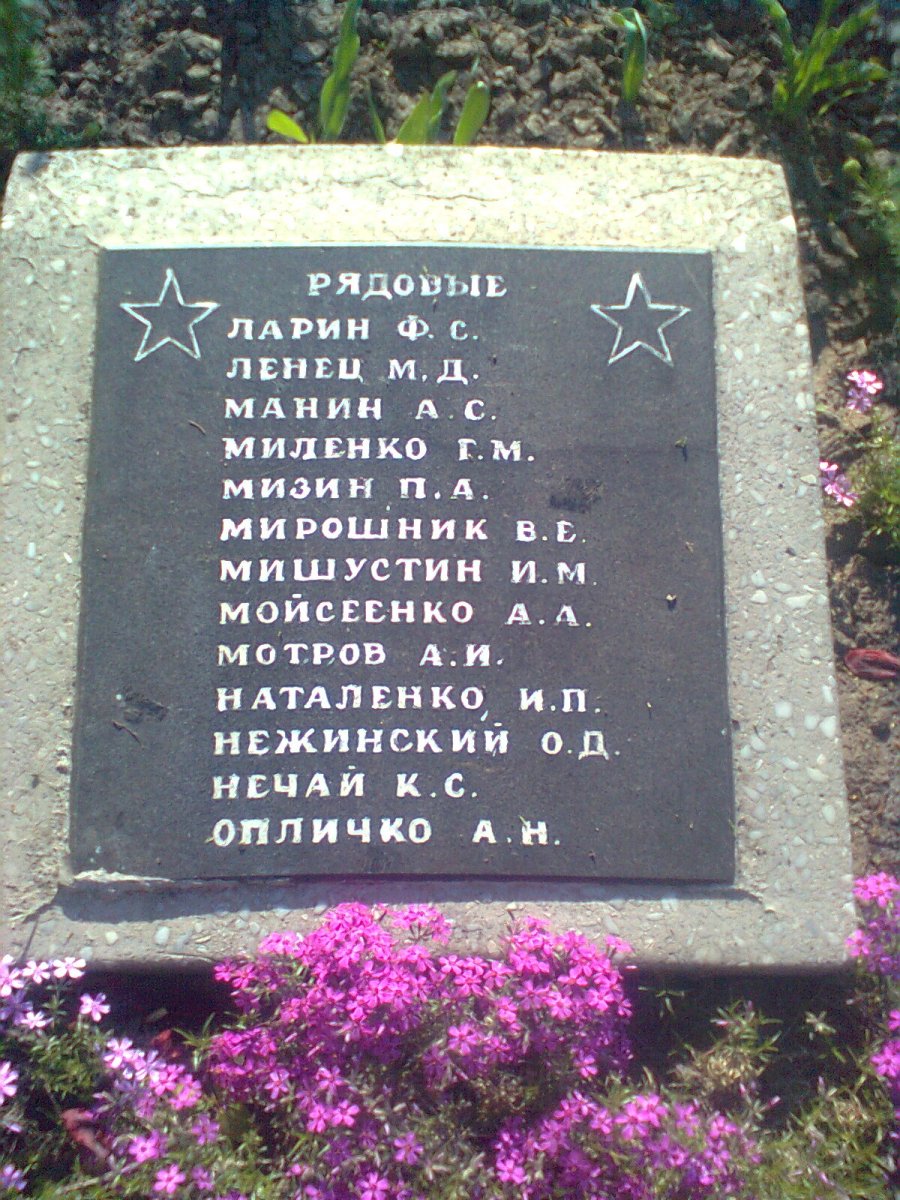 РЯДОВЫЕ
ЛАРИН Ф. С.
ЛЕНЕЦ М. Д.
МАНИН А. С.
МИЛЕНКО Г. М.
МИЗИН П. А.
МИРОШНИК В. Е.
МИШУСТИН И. М.
МОЙСЕЕНКО А. А.
МОТРОВ А. И.
НАТАЛЕНКО И. П.
НЕЖИНСКИЙ О. Д.
НЕЧАЙ К. С.
ОПЛИЧКО А. Н.